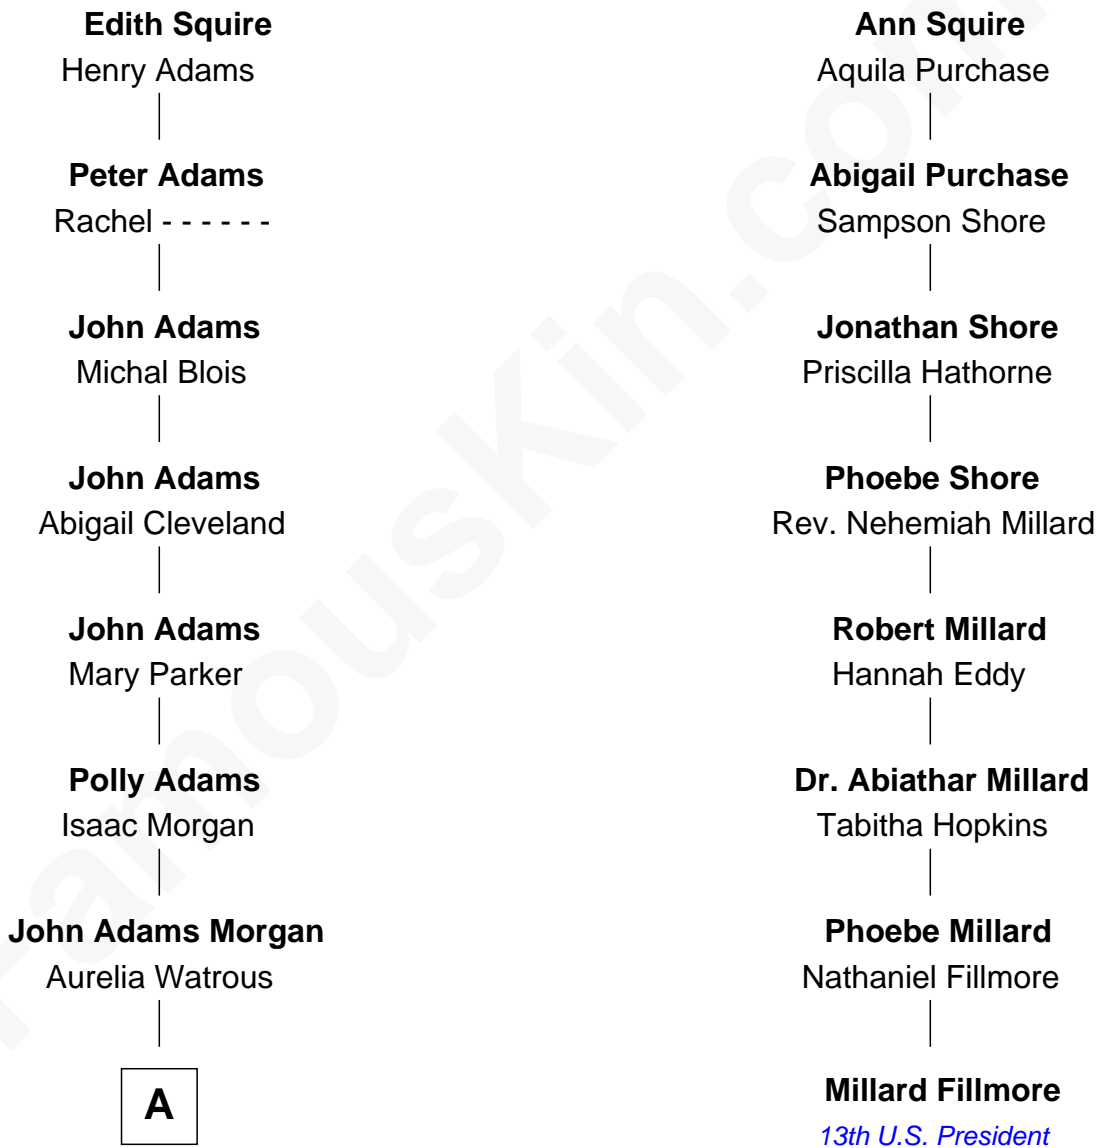 Edith Squire
Henry Adams
Peter Adams
Rachel - - - - - -
John Adams
Michal Blois
John Adams
Abigail Cleveland
John Adams
Mary Parker
Polly Adams
Isaac Morgan
John Adams Morgan
Aurelia Watrous
A
Ann Squire
Aquila Purchase
Abigail Purchase
Sampson Shore
Jonathan Shore
Priscilla Hathorne
Phoebe Shore
Rev. Nehemiah Millard
Robert Millard
Hannah Eddy
Dr. Abiathar Millard
Tabitha Hopkins
Phoebe Millard
Nathaniel Fillmore
Millard Fillmore
13th U.S. President
FamousKin.com